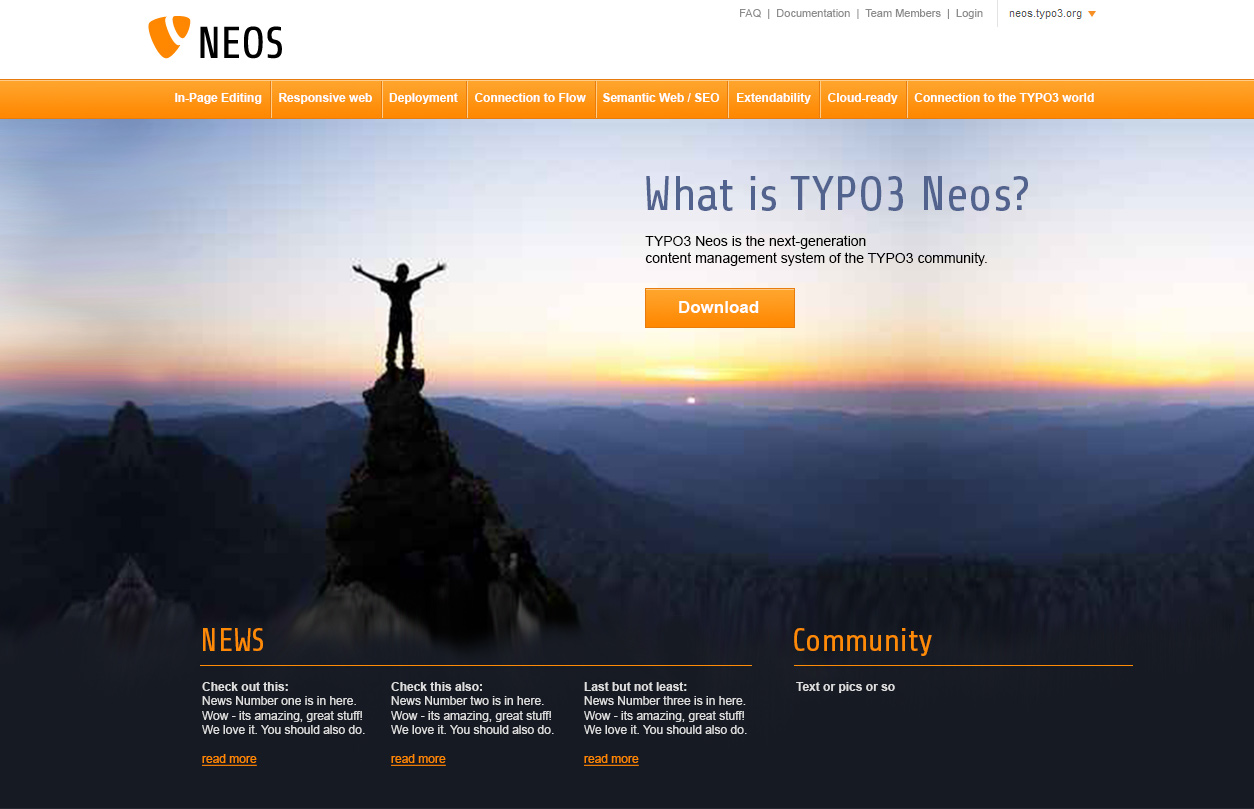 FAQ | Documentation | Team Members | Login neos.typo3.org
NEOS
In-Page Editing Responsive web Deployment Connection to Flow Semantic Web / SEO Extendability Cloud-ready Connection to the TYPO3 world
What is TYPO3 Neos?
TYPO3 Neos is the next-generation
content management system of the TYPO3 community.
Download
NEWS
Check out this:
News Number one is in here.
Wow - its amazing, great stuff!
We love it. You should also do.
read more
Check this also:
News Number two is in here.
Wow - its amazing, great stuff!
We love it. You should also do.
read more
Last but not least:
News Number three is in here.
Wow - its amazing, great stuff!
We love it. You should also do.
read more
Community
Text or pics or so